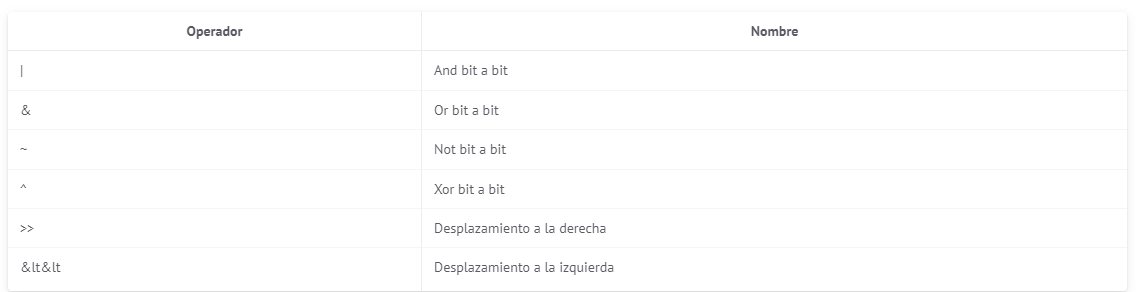 Operador Nombre
| And bit a bit
& Or bit a bit
~ Not bit a bit
^ Xor bit a bit
>> Desplazamiento a la derecha
&lt&lt Desplazamiento a la izquierda